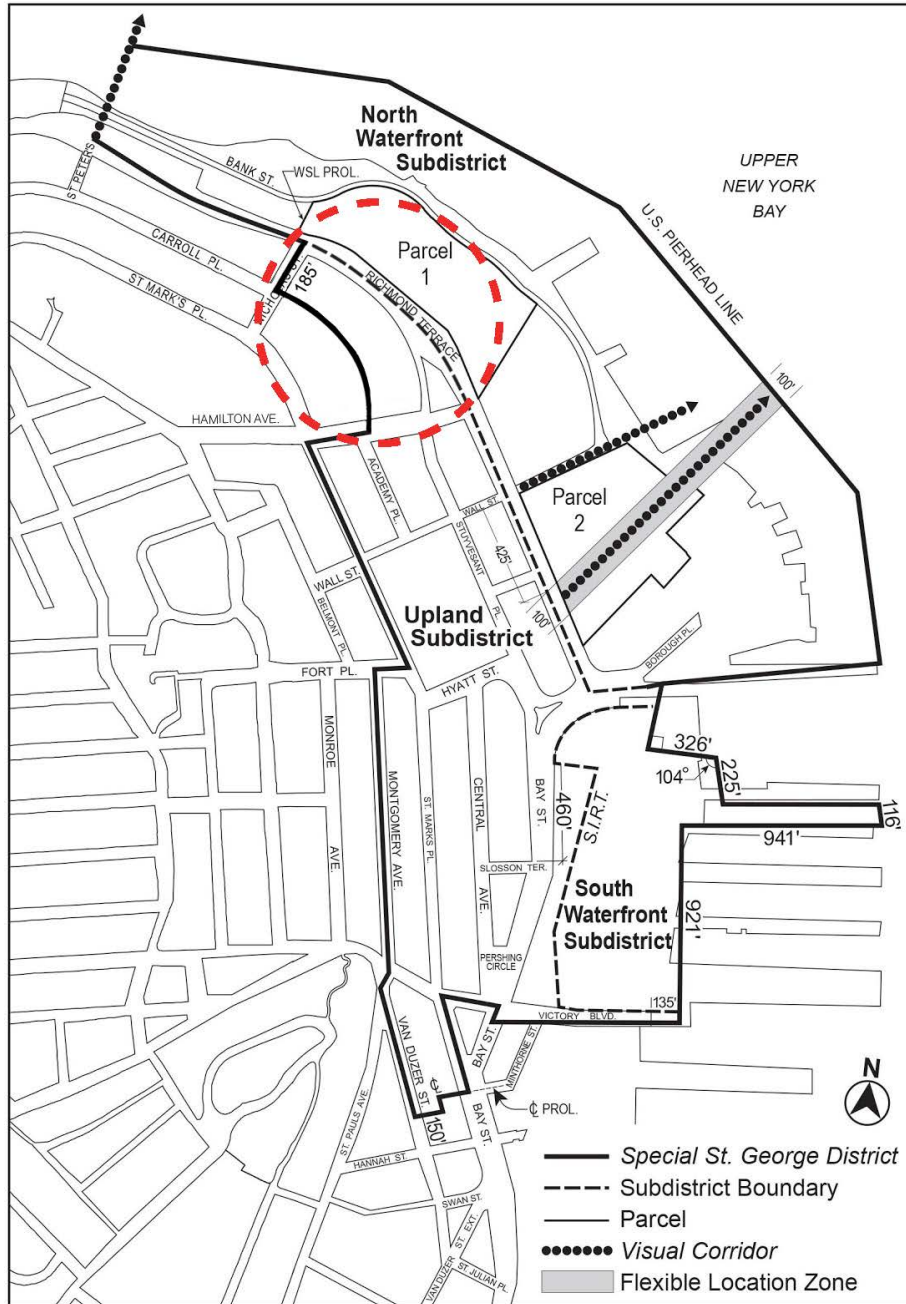 North
Waterfront
Subdistrict
UPPER
NEW YORK
BAY
U.S. PIERHEAD LINE
ST PETER'S
BANK ST.
WSL PROL.
CARROLL PL.
ST MARK'S PL.
185'
Parcel
1
RICHMOND TERRACE
HAMILTON AVE.
100'
ACADEMY PL.
WALL ST.
Parcel
2
STUYVESANT
PL.
425'
WALL ST.
BELMONT PL.
100'
Upland
Subdistrict
BOROUGH PL.
FORT PL.
HYATT ST.
MONROE
AVE.
MONTGOMERY AVE.
ST. MARKS PL.
CENTRAL
AVE.
BAY ST.
460'
S.I.R.T.
326'
104°
225'
116'
941'
SLOSSON TER.
South
Waterfront
Subdistrict
921'
PERSHING
CIRCLE
135'
VICTORY BLVD.
VAN DUZER ST.
BAY ST.
MINTHORNE ST.
ST. PAULS AVE.
150'
BAY ST.
℄ PROL.
HANNAH ST.
SWAN ST.
VAN DUZER ST. EXT.
ST. JULIAN PL.
N
Special St. George District
Subdistrict Boundary
Parcel
Visual Corridor
Flexible Location Zone